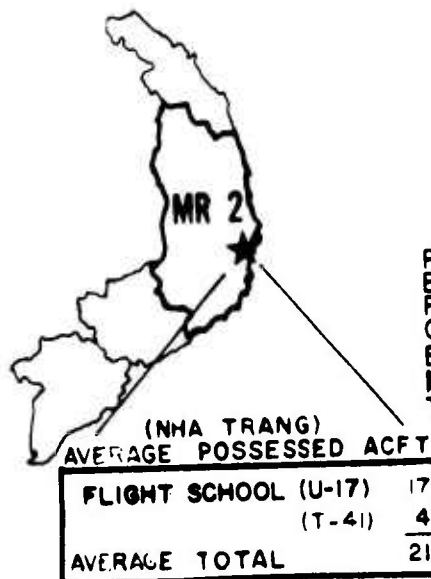 MR 2
(NHA TRANG)
AVERAGE POSSESSED ACFT
FLIGHT SCHOOL (U-17) 17
(T-41) 4
AVERAGE TOTAL 21